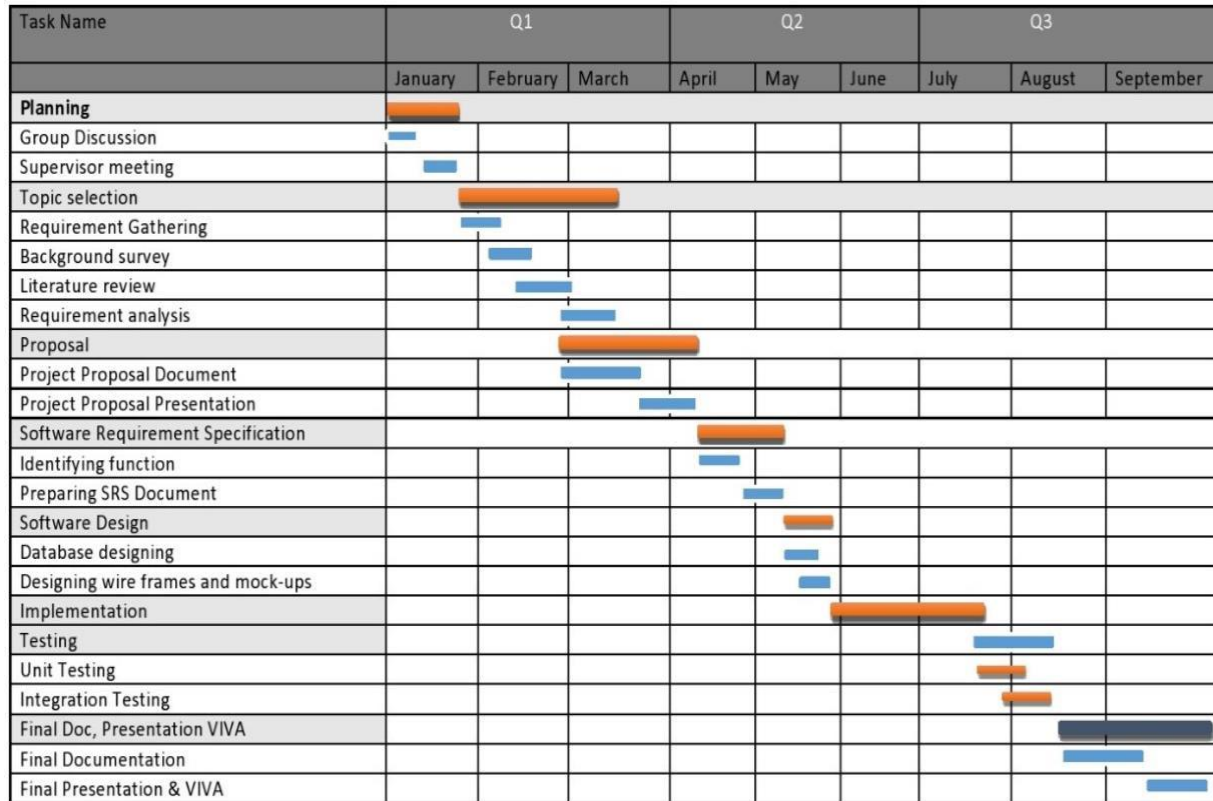 Task Name Q1 Q2 Q3
January February March April May June July August September
Planning
Group Discussion
Supervisor meeting
Topic selection
Requirement Gathering
Background survey
Literature review
Requirement analysis
Proposal
Project Proposal Document
Project Proposal Presentation
Software Requirement Specification
Identifying function
Preparing SRS Document
Software Design
Database designing
Designing wire frames and mock-ups
Implementation
Testing
Unit Testing
Integration Testing
Final Doc, Presentation VIVA
Final Documentation
Final Presentation & VIVA